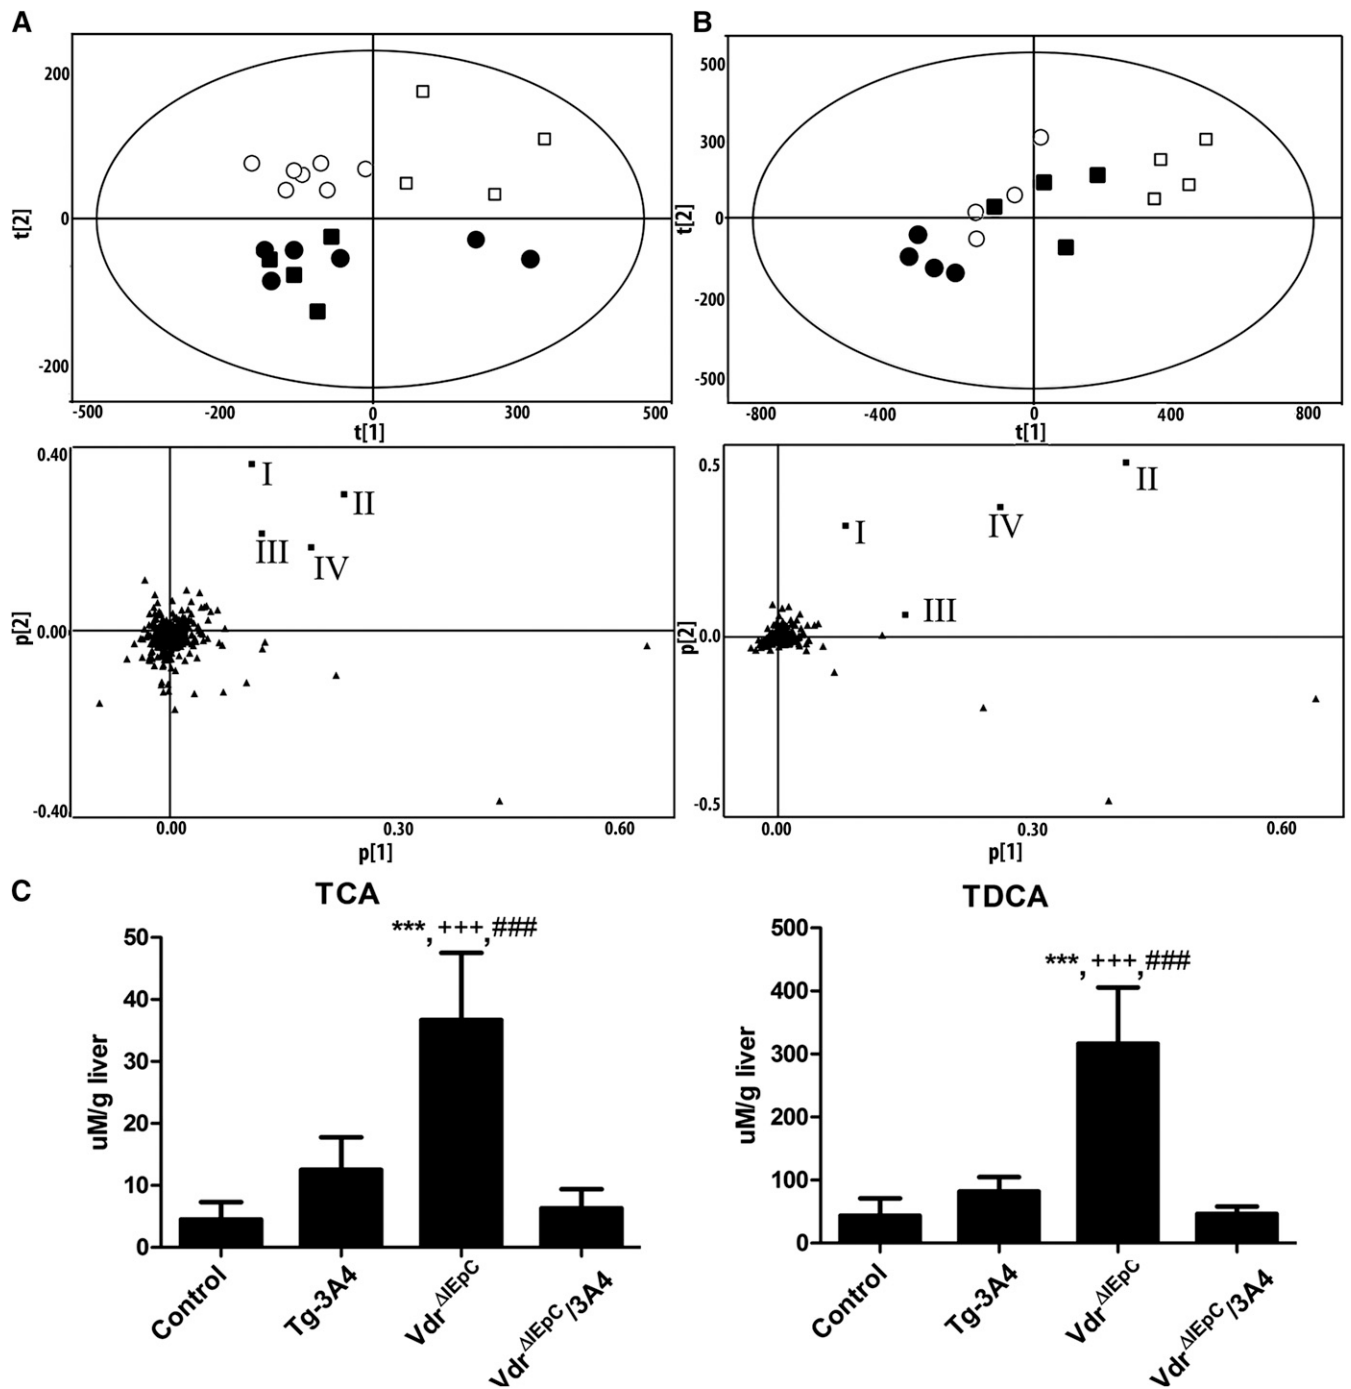 A
B
200
0
-200
t[2]
-500
-200
0
300
500
t[1]
500
300
0
-200
-500
t[2]
-800
-400
0
400
800
t[1]
0.40
0.00
-0.40
p[2]
I
II
III
IV
0.00
0.30
0.60
p[1]
0.5
0.0
-0.5
p[2]
II
IV
I
III
0.00
0.30
0.60
p[1]
C
TCA
***, +++, ###
50
40
30
20
10
0
uM/g liver
Control
Tg-3A4
Vdr^ΔIEpC
Vdr^ΔIEpC/3A4
TDCA
***, +++, ###
500
400
300
200
100
0
uM/g liver
Control
Tg-3A4
Vdr^ΔIEpC
Vdr^ΔIEpC/3A4